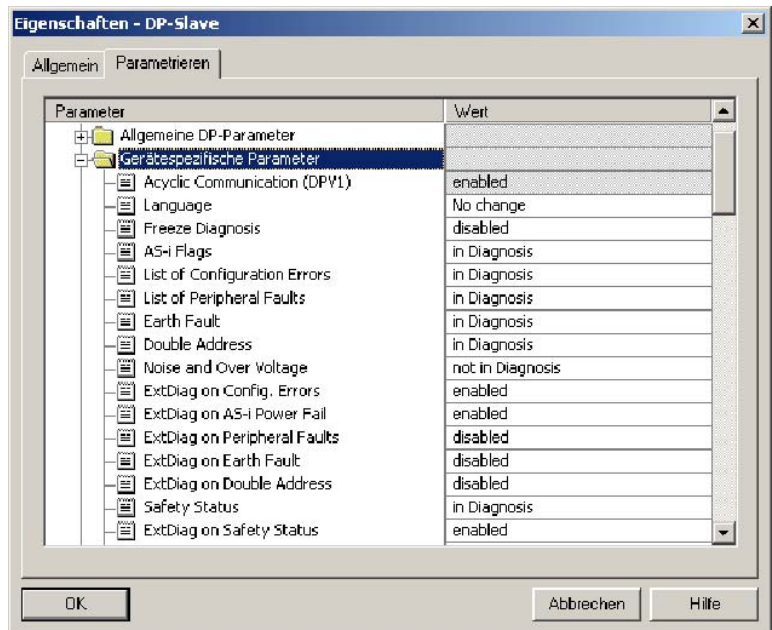 Eigenschaften - DP-Slave
Allgemein Parametrieren
Parameter Wert
Allgemeine DP-Parameter
Gerätespezifische Parameter
Acyclic Communication (DPV1) enabled
Language No change
Freeze Diagnosis disabled
AS-i Flags in Diagnosis
List of Configuration Errors in Diagnosis
List of Peripheral Faults in Diagnosis
Earth Fault in Diagnosis
Double Address in Diagnosis
Noise and Over Voltage not in Diagnosis
ExtDiag on Config. Errors enabled
ExtDiag on AS-i Power Fail enabled
ExtDiag on Peripheral Faults disabled
ExtDiag on Earth Fault disabled
ExtDiag on Double Address disabled
Safety Status in Diagnosis
ExtDiag on Safety Status enabled
OK Abbrechen Hilfe